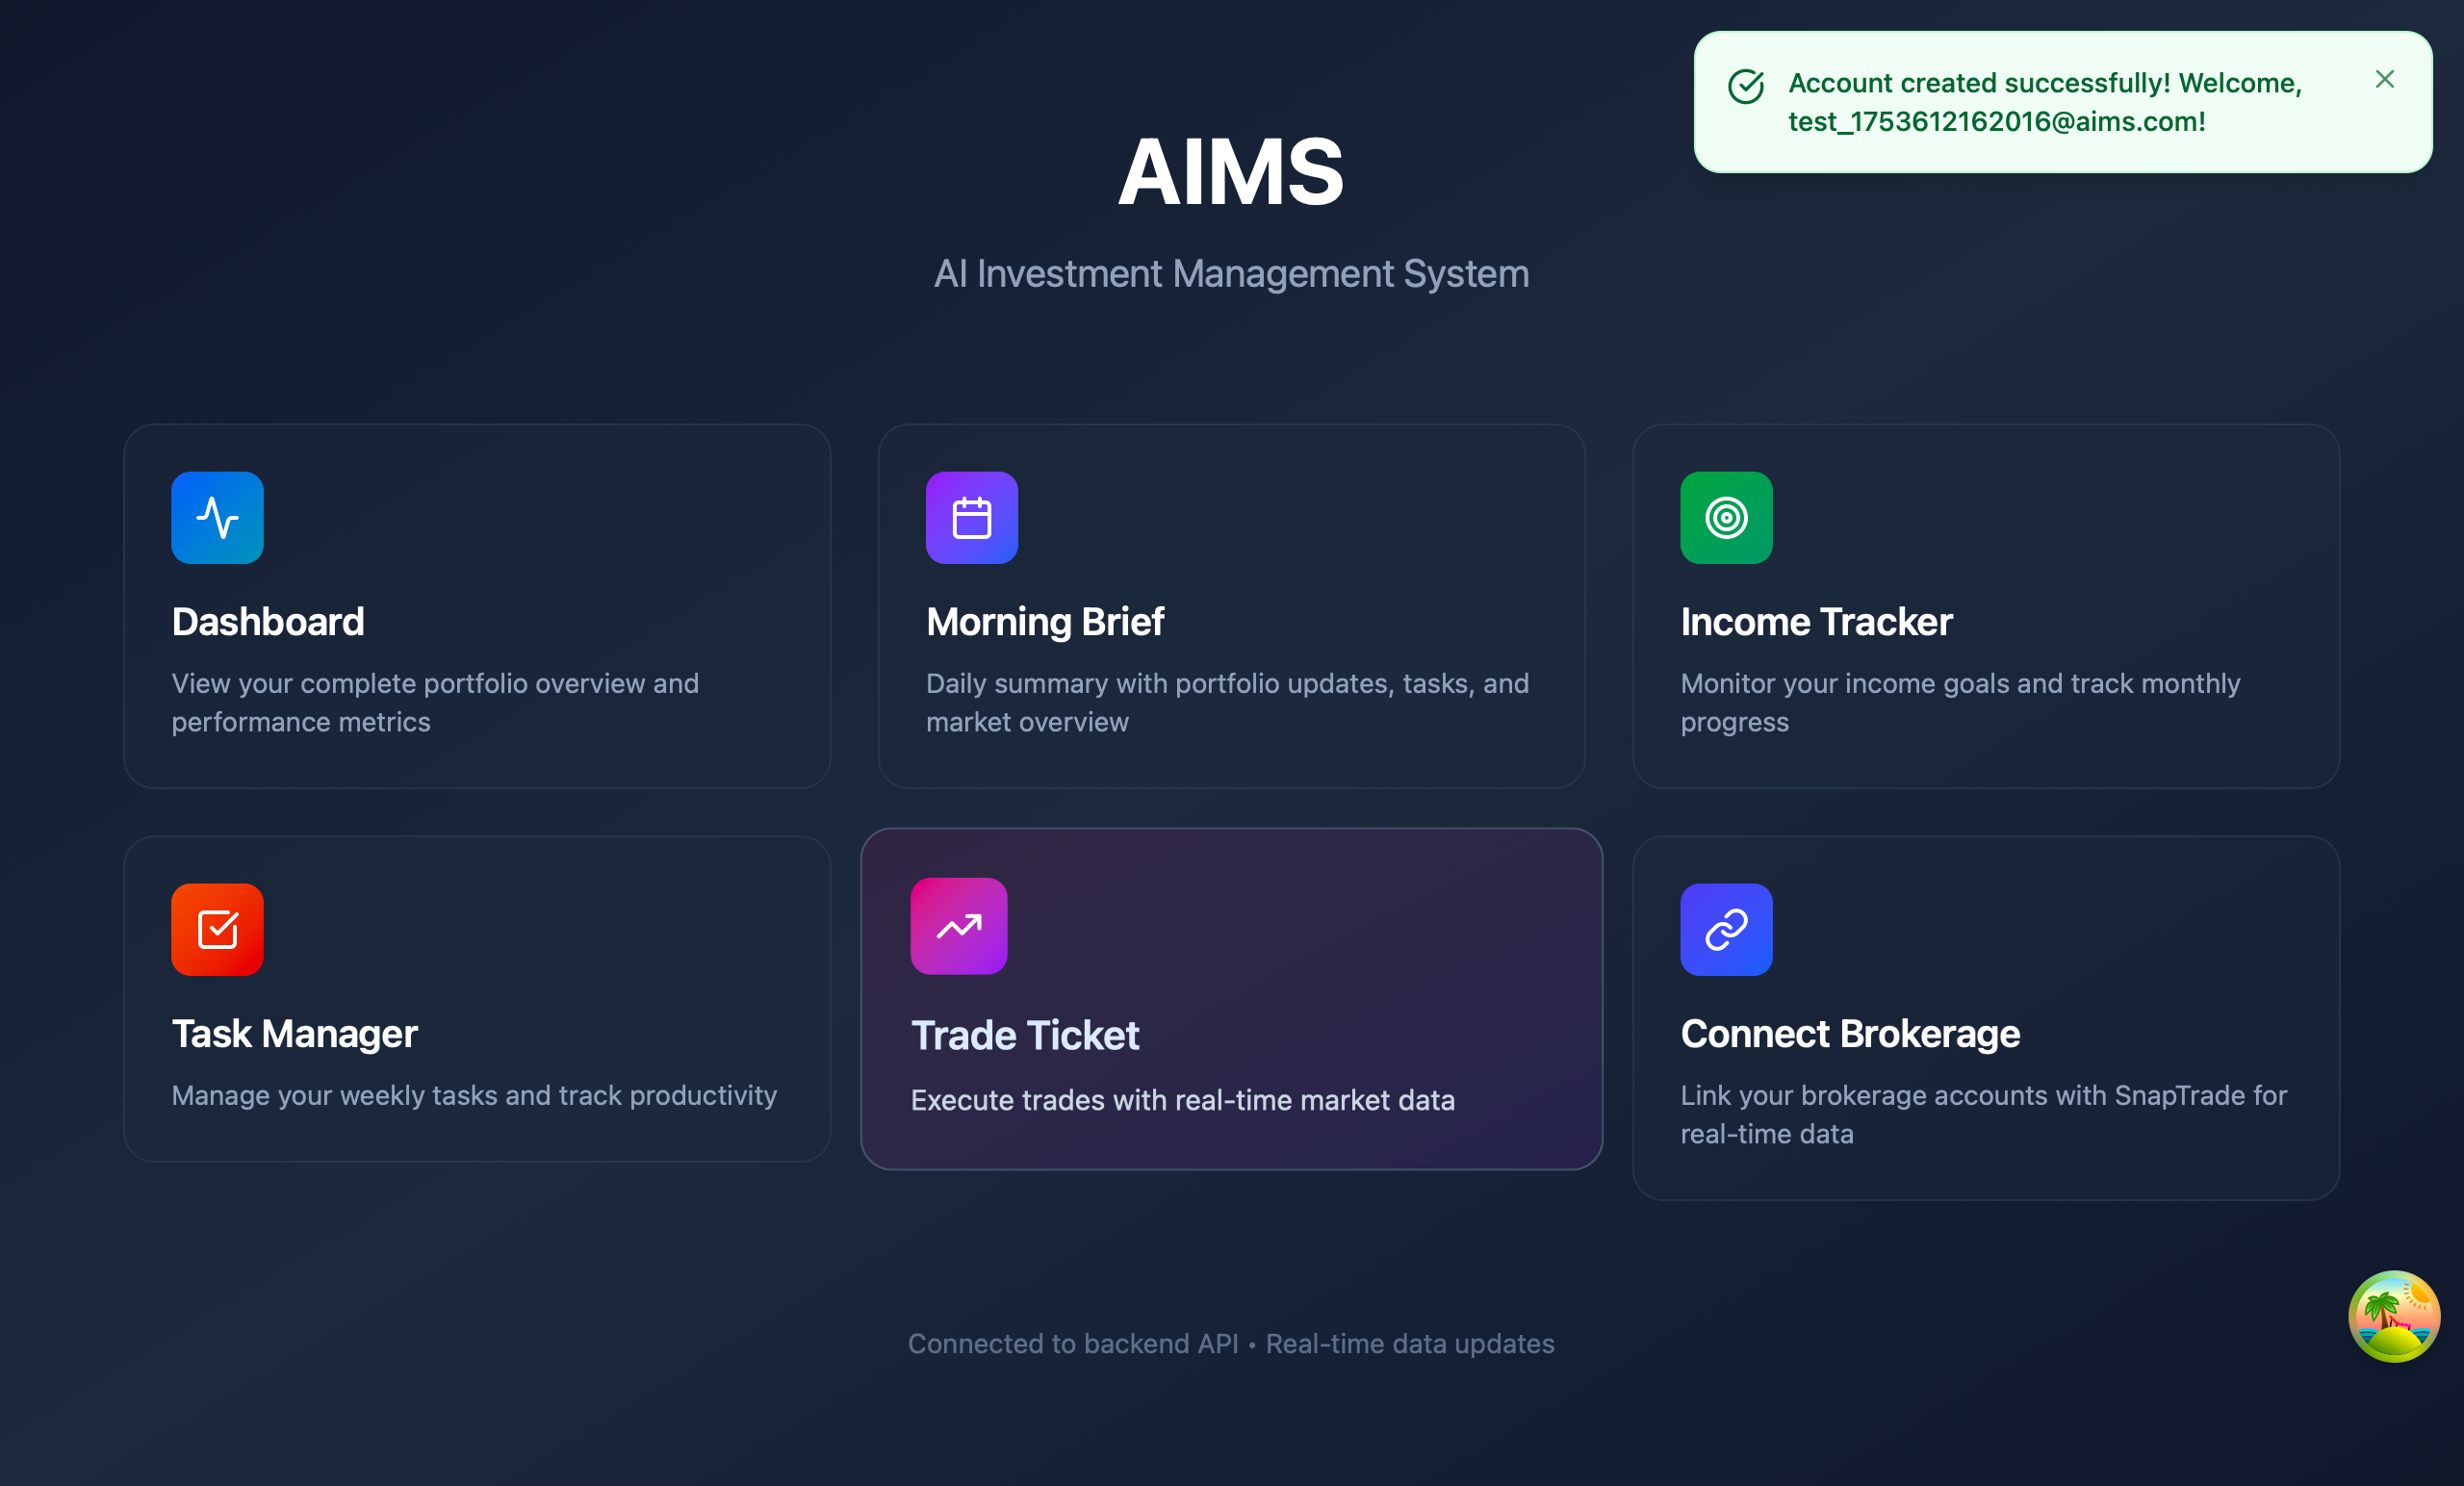 Account created successfully! Welcome,
test_1753612162016@aims.com!
AIMS
AI Investment Management System
Dashboard
View your complete portfolio overview and
performance metrics
Morning Brief
Daily summary with portfolio updates, tasks, and
market overview
Income Tracker
Monitor your income goals and track monthly
progress
Task Manager
Manage your weekly tasks and track productivity
Trade Ticket
Execute trades with real-time market data
Connect Brokerage
Link your brokerage accounts with SnapTrade for
real-time data
Connected to backend API • Real-time data updates